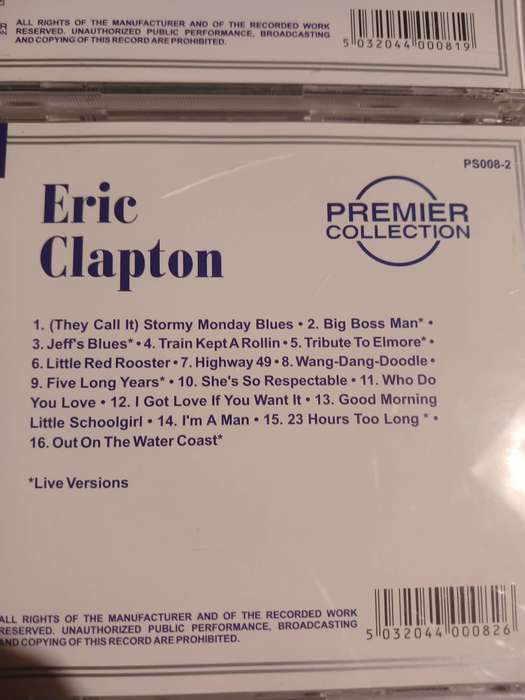 ALL RIGHTS OF THE MANUFACTURER AND OF THE RECORDED WORK
RESERVED. UNAUTHORIZED PUBLIC PERFORMANCE, BROADCASTING
AND COPYING OF THIS RECORD ARE PROHIBITED.
5 032044 000819
PS008-2
Eric
Clapton
PREMIER
COLLECTION
1. (They Call It) Stormy Monday Blues • 2. Big Boss Man* •
3. Jeff's Blues* • 4. Train Kept A Rollin • 5. Tribute To Elmore* •
6. Little Red Rooster • 7. Highway 49 • 8. Wang-Dang-Doodle •
9. Five Long Years* • 10. She's So Respectable • 11. Who Do
You Love • 12. I Got Love If You Want It • 13. Good Morning
Little Schoolgirl • 14. I'm A Man • 15. 23 Hours Too Long * •
16. Out On The Water Coast*
*Live Versions
ALL RIGHTS OF THE MANUFACTURER AND OF THE RECORDED WORK
RESERVED. UNAUTHORIZED PUBLIC PERFORMANCE, BROADCASTING
AND COPYING OF THIS RECORD ARE PROHIBITED.
5 032044 000826